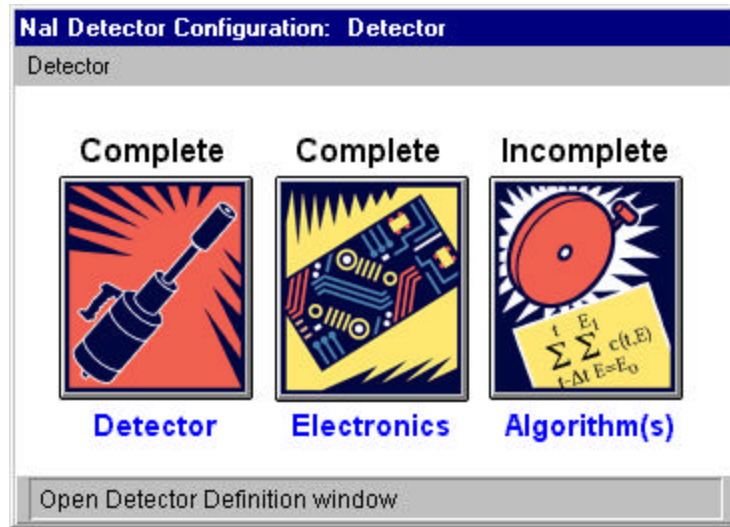 NaI Detector Configuration: Detector
Detector
Complete Complete Incomplete
t E1
Σ Σ c(t,E)
t-Δt E=E0
Detector Electronics Algorithm(s)
Open Detector Definition window